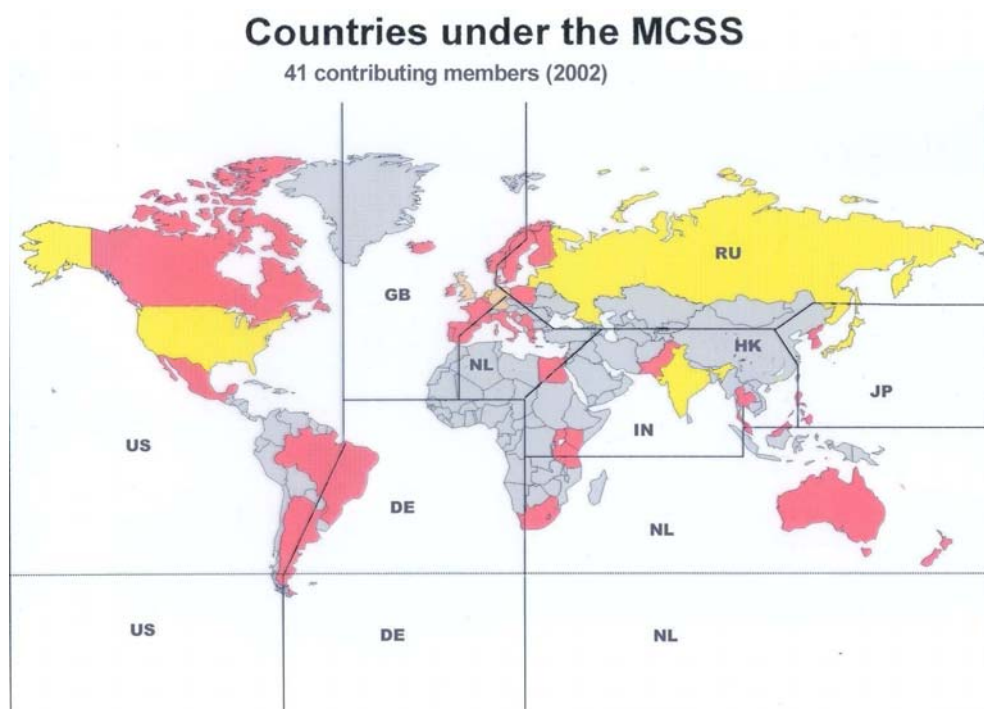 Countries under the MCSS
41 contributing members (2002)
RU
GB
HK
NL
JP
US
IN
DE
NL
US
DE
NL